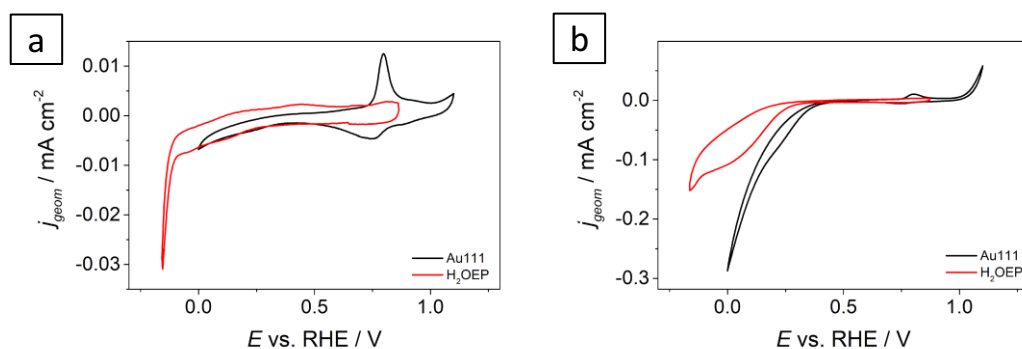 a
0.01
0.00
-0.01
-0.02
-0.03
j_geom / mA cm⁻²
0.0
0.5
1.0
E vs. RHE / V
Au111
H₂OEP
b
0.0
-0.1
-0.2
-0.3
j_geom / mA cm⁻²
0.0
0.5
1.0
E vs. RHE / V
Au111
H₂OEP